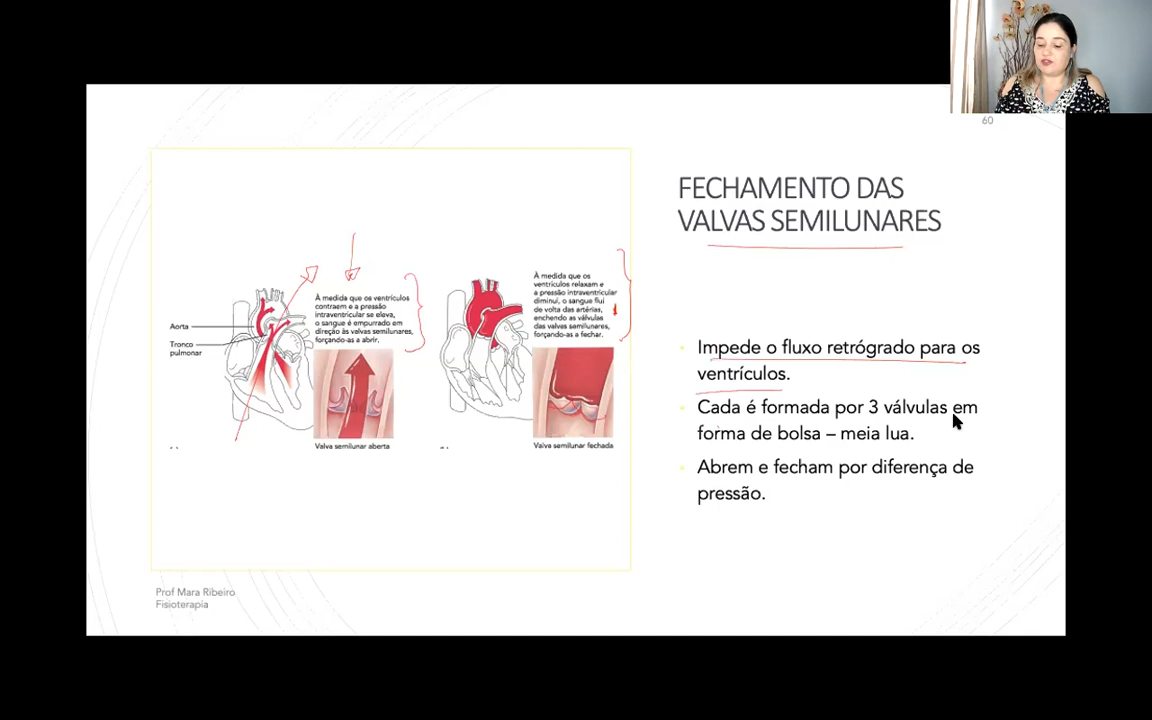 60
FECHAMENTO DAS
VALVAS SEMILUNARES
Aorta
Tronco
pulmonar
À medida que os ventrículos
contraem e a pressão
intraventricular se eleva,
o sangue é empurrado em
direção às valvas semilunares,
forçando-as a abrir.
Valva semilunar aberta
À medida que os
ventrículos relaxam e
a pressão intraventricular
diminui, o sangue flui
de volta das artérias,
enchendo as válvulas
das valvas semilunares,
forçando-as a fechar.
Valva semilunar fechada
Impede o fluxo retrógrado para os
ventrículos.
Cada é formada por 3 válvulas em
forma de bolsa – meia lua.
Abrem e fecham por diferença de
pressão.
Prof Mara Ribeiro
Fisioterapia